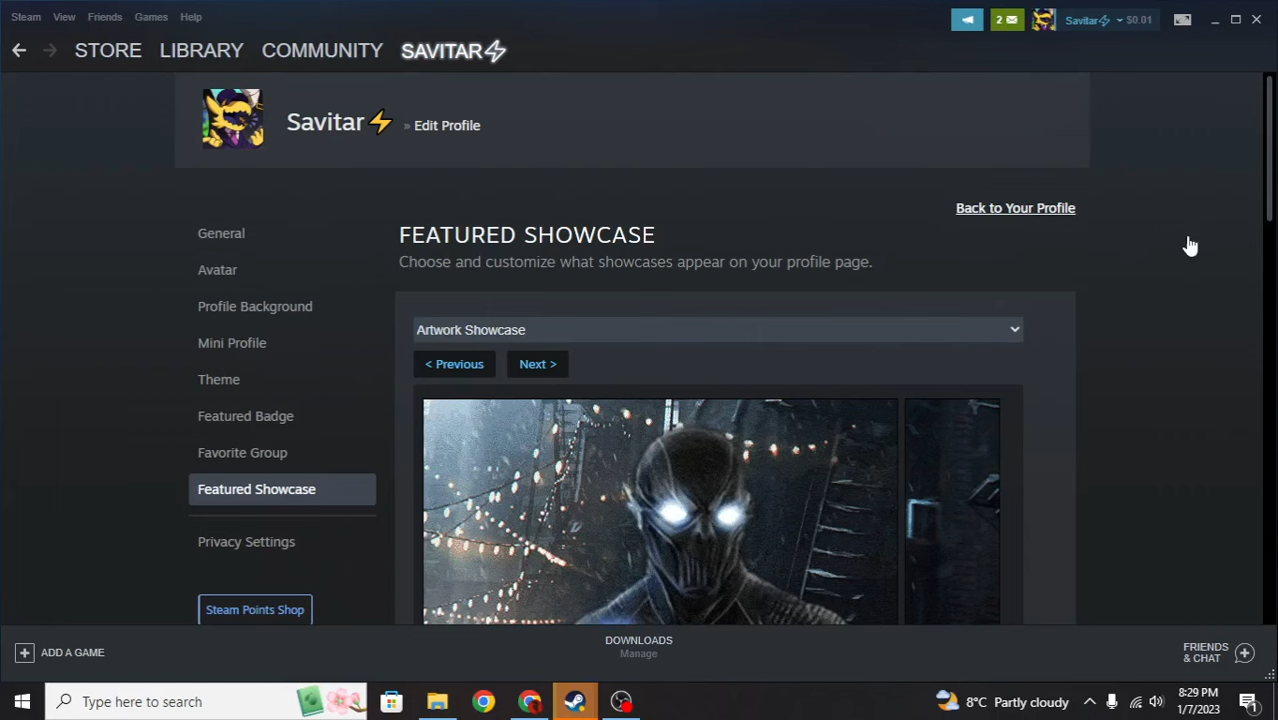 Steam View Friends Games Help
2 Savitar⚡ $0.01
STORE LIBRARY COMMUNITY SAVITAR⚡
Savitar⚡ » Edit Profile
Back to Your Profile
General
Avatar
Profile Background
Mini Profile
Theme
Featured Badge
Favorite Group
Featured Showcase
Privacy Settings
Steam Points Shop
FEATURED SHOWCASE
Choose and customize what showcases appear on your profile page.
Artwork Showcase
< Previous Next >
ADD A GAME
DOWNLOADS
Manage
FRIENDS
& CHAT
Type here to search
8°C Partly cloudy
8:29 PM
1/7/2023
1